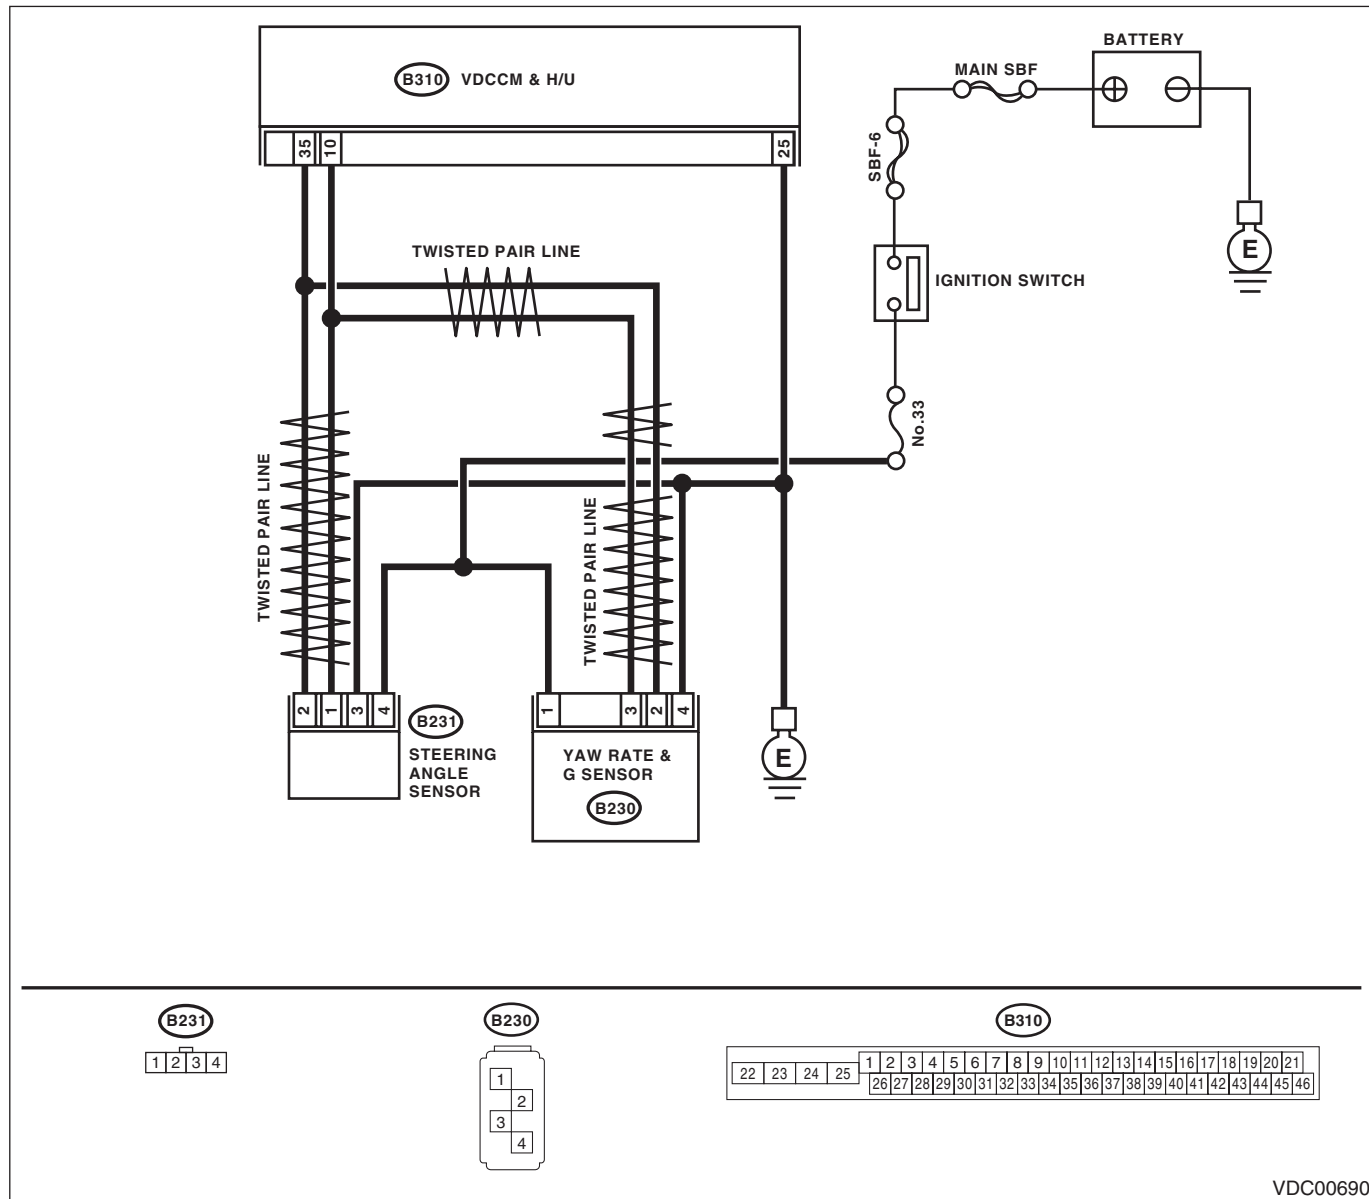 BATTERY
MAIN SBF
B310 VDCCM & H/U
35 10 25
SBF-6
TWISTED PAIR LINE
E
IGNITION SWITCH
No.33
TWISTED PAIR LINE
TWISTED PAIR LINE
2 1 3 4
B231
STEERING
ANGLE
SENSOR
1 3 2 4
YAW RATE &
G SENSOR
B230
E
B231
1 2 3 4
B230
1
2
3
4
B310
1 2 3 4 5 6 7 8 9 10 11 12 13 14 15 16 17 18 19 20 21
22 23 24 25
26 27 28 29 30 31 32 33 34 35 36 37 38 39 40 41 42 43 44 45 46
VDC00690